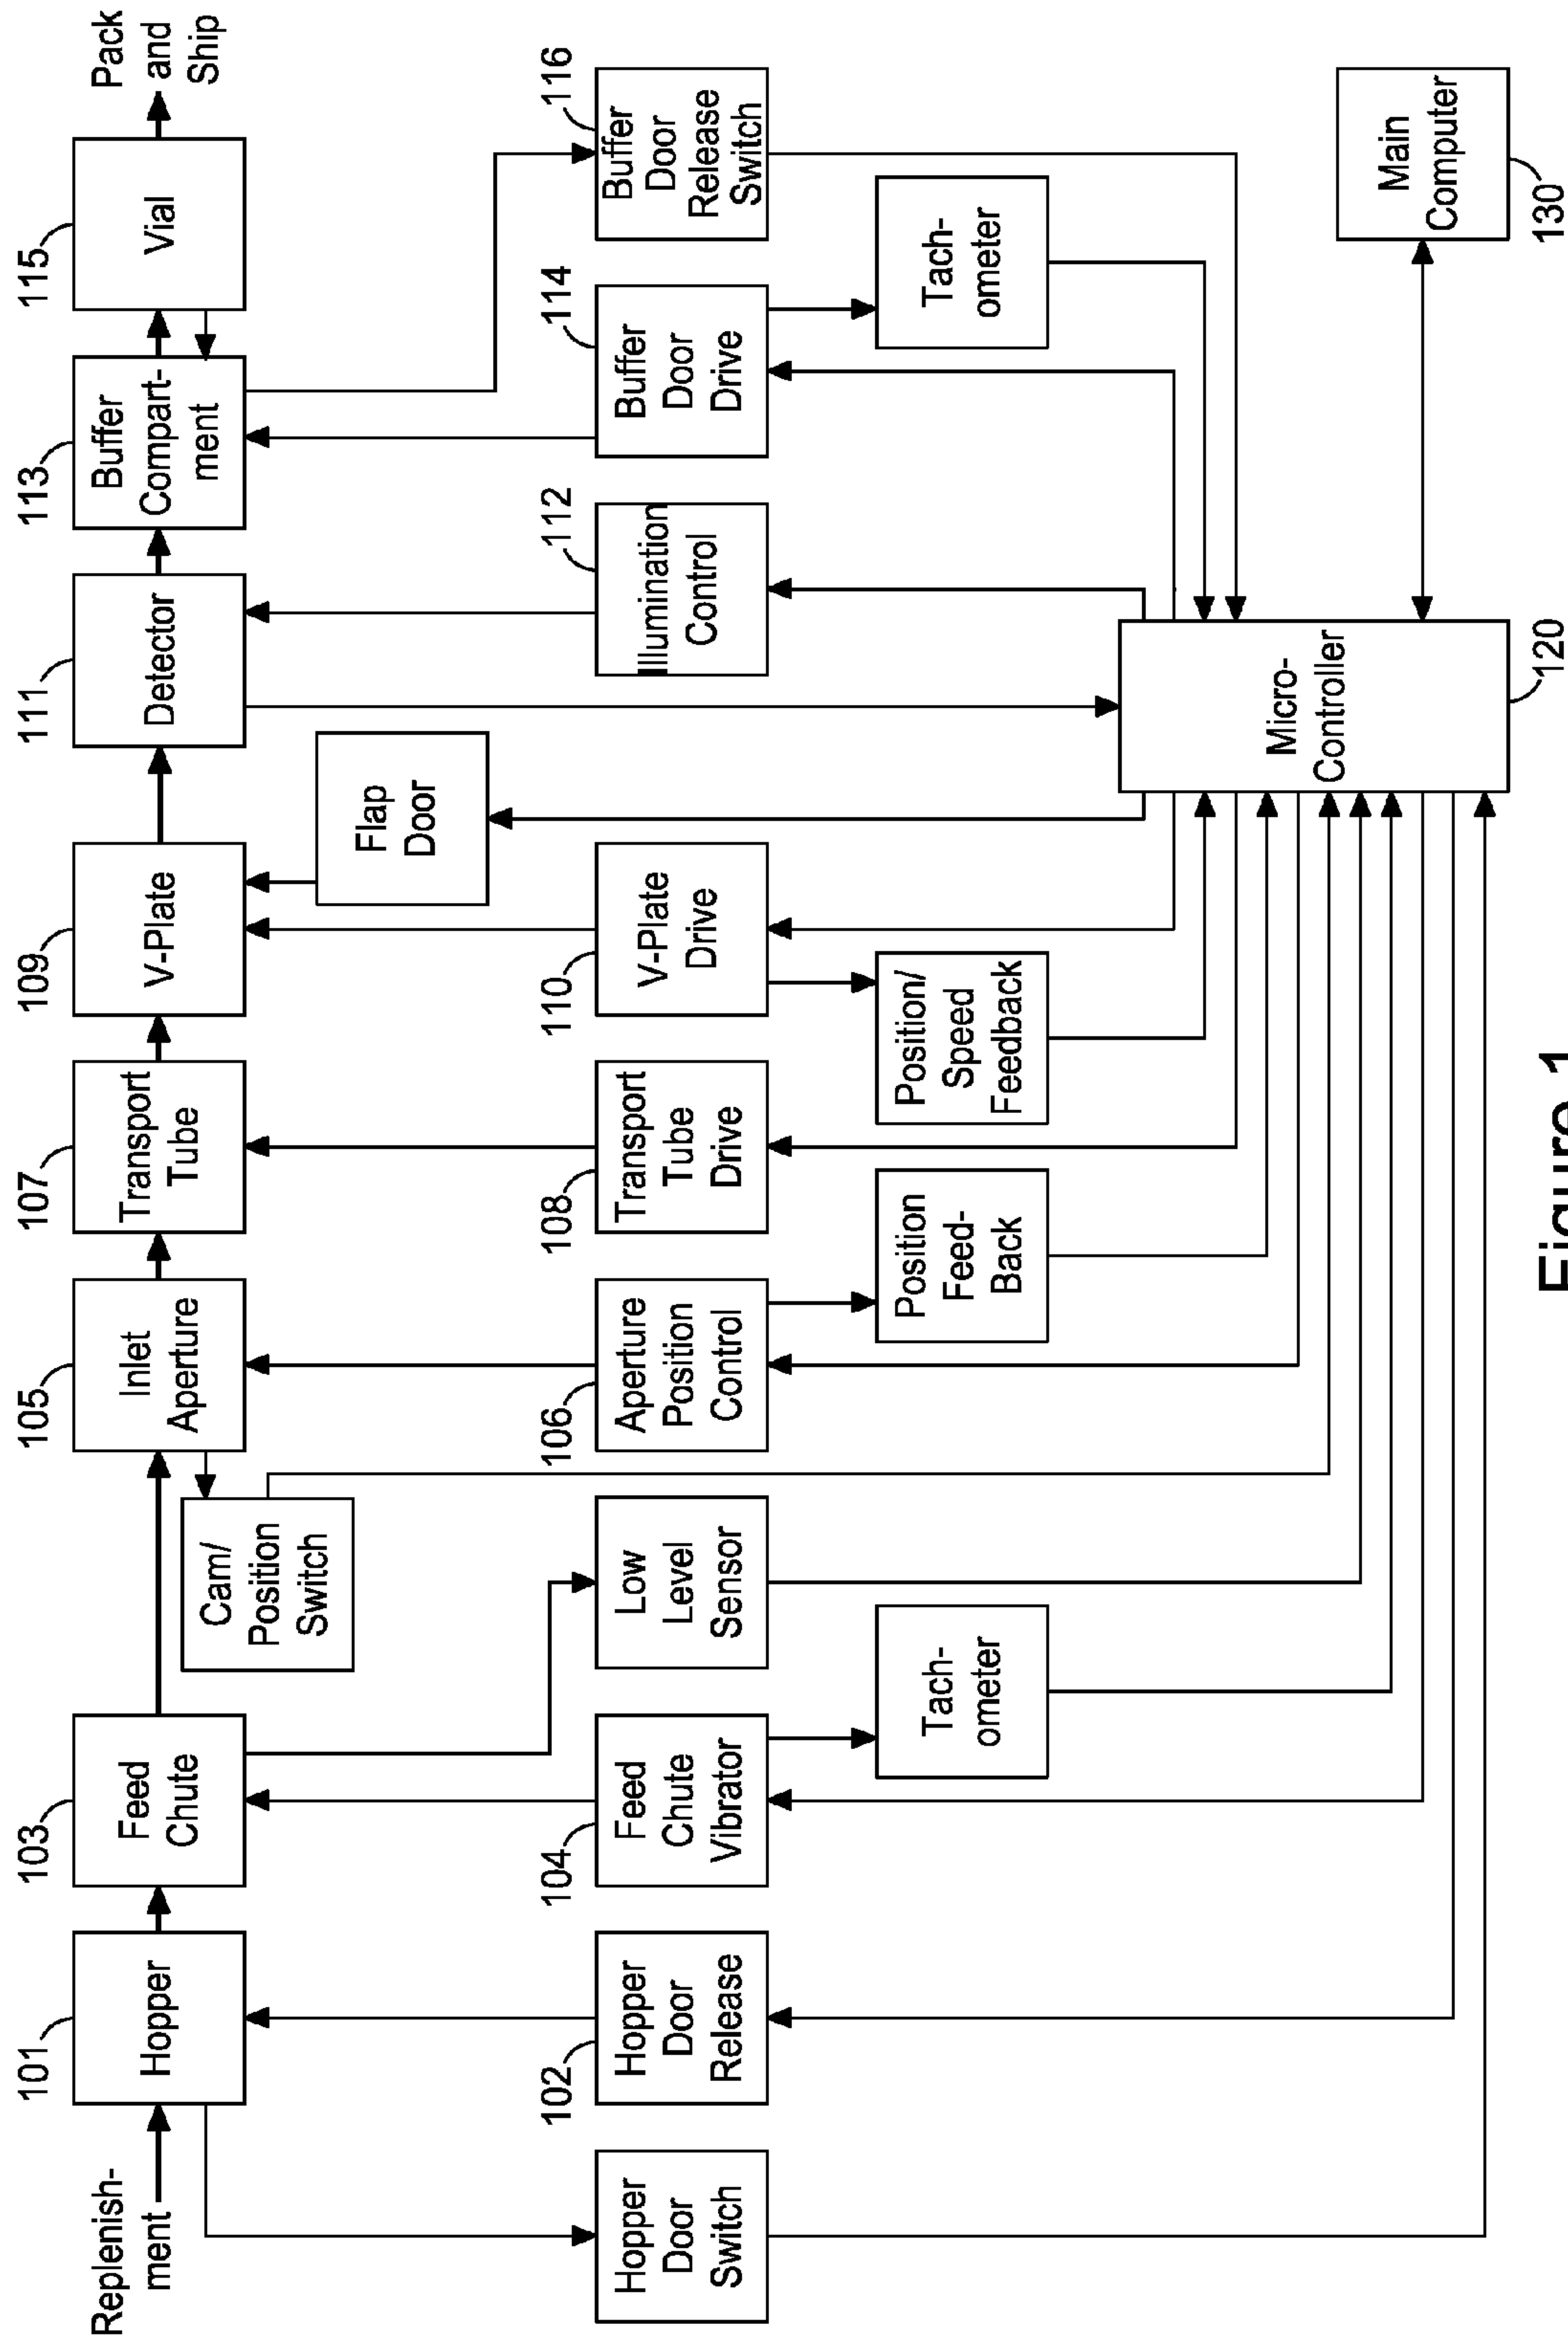 Replenish-
ment
101
Hopper
103
Feed
Chute
105
Inlet
Aperture
107
Transport
Tube
109
V-Plate
111
Detector
113
Buffer
Compart-
ment
115
Vial
Pack
and
Ship
Cam/
Position
Switch
Flap
Door
Hopper
Door
Switch
102
Hopper
Door
Release
104
Feed
Chute
Vibrator
Low
Level
Sensor
106
Aperture
Position
Control
108
Transport
Tube
Drive
110
V-Plate
Drive
112
Illumination
Control
114
Buffer
Door
Drive
116
Buffer
Door
Release
Switch
Tach-
ometer
Position
Feed-
Back
Position/
Speed
Feedback
Tach-
ometer
Micro-
Controller
120
Main
Computer
130
Figure 1